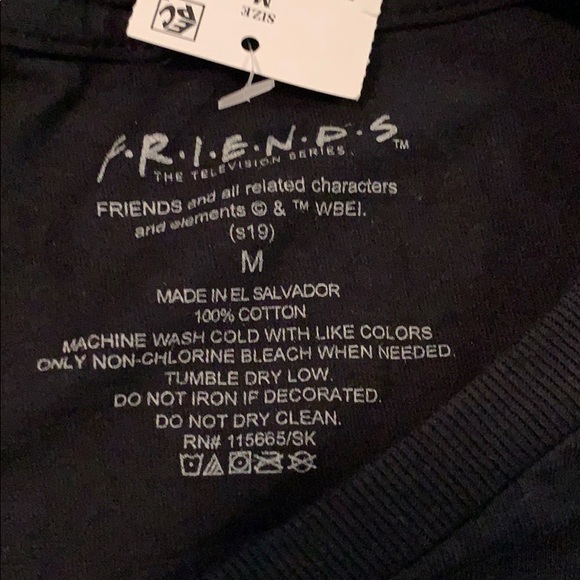 SIZE
M
F.R.I.E.N.D.S™
THE TELEVISION SERIES
FRIENDS and all related characters
and elements © & ™ WBEI.
(s19)
M
MADE IN EL SALVADOR
100% COTTON
MACHINE WASH COLD WITH LIKE COLORS
ONLY NON-CHLORINE BLEACH WHEN NEEDED.
TUMBLE DRY LOW.
DO NOT IRON IF DECORATED.
DO NOT DRY CLEAN.
RN# 115665/SK